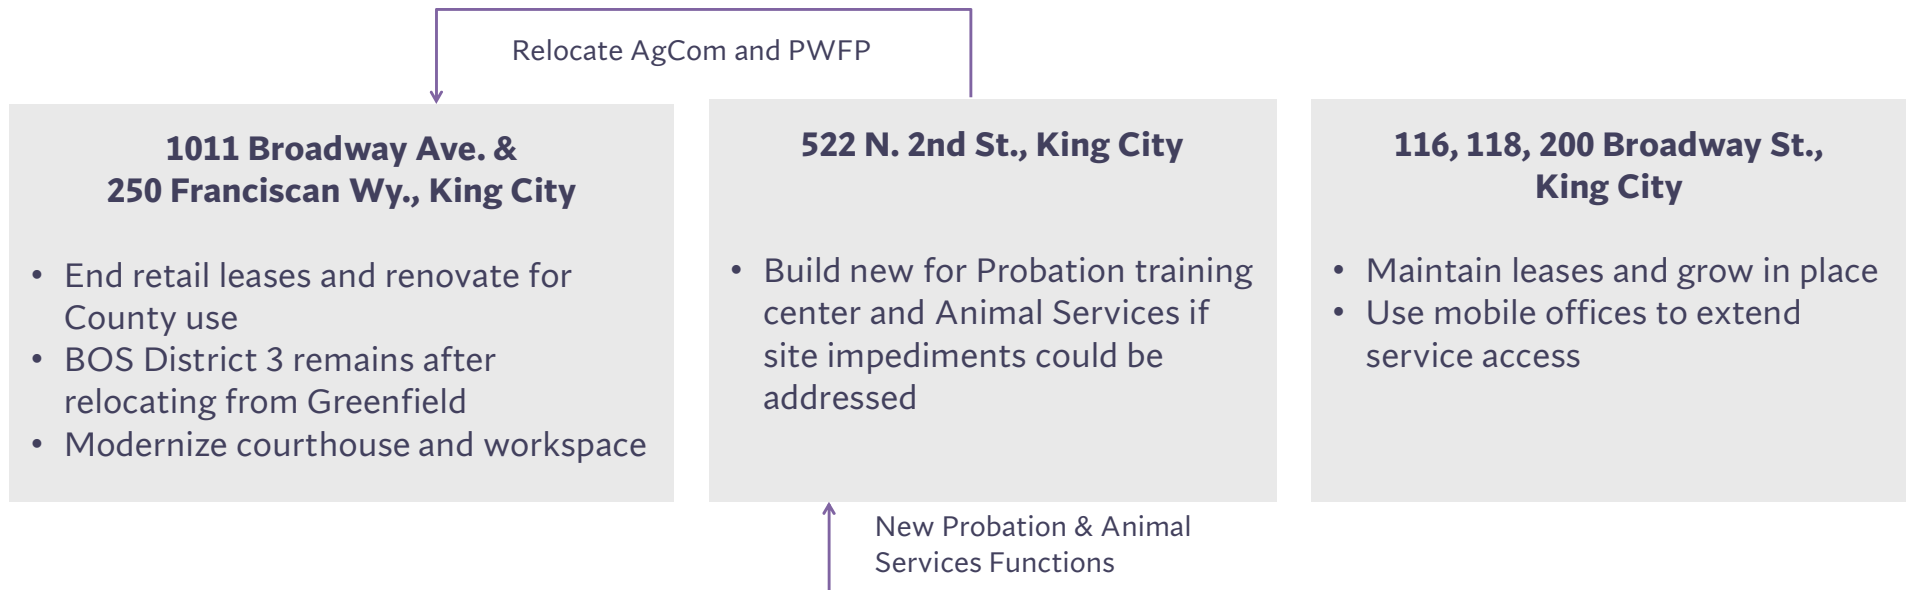 Relocate AgCom and PWFP
1011 Broadway Ave. &
250 Franciscan Wy., King City
• End retail leases and renovate for
County use
• BOS District 3 remains after
relocating from Greenfield
• Modernize courthouse and workspace
522 N. 2nd St., King City
• Build new for Probation training
center and Animal Services if
site impediments could be
addressed
116, 118, 200 Broadway St.,
King City
• Maintain leases and grow in place
• Use mobile offices to extend
service access
New Probation & Animal
Services Functions